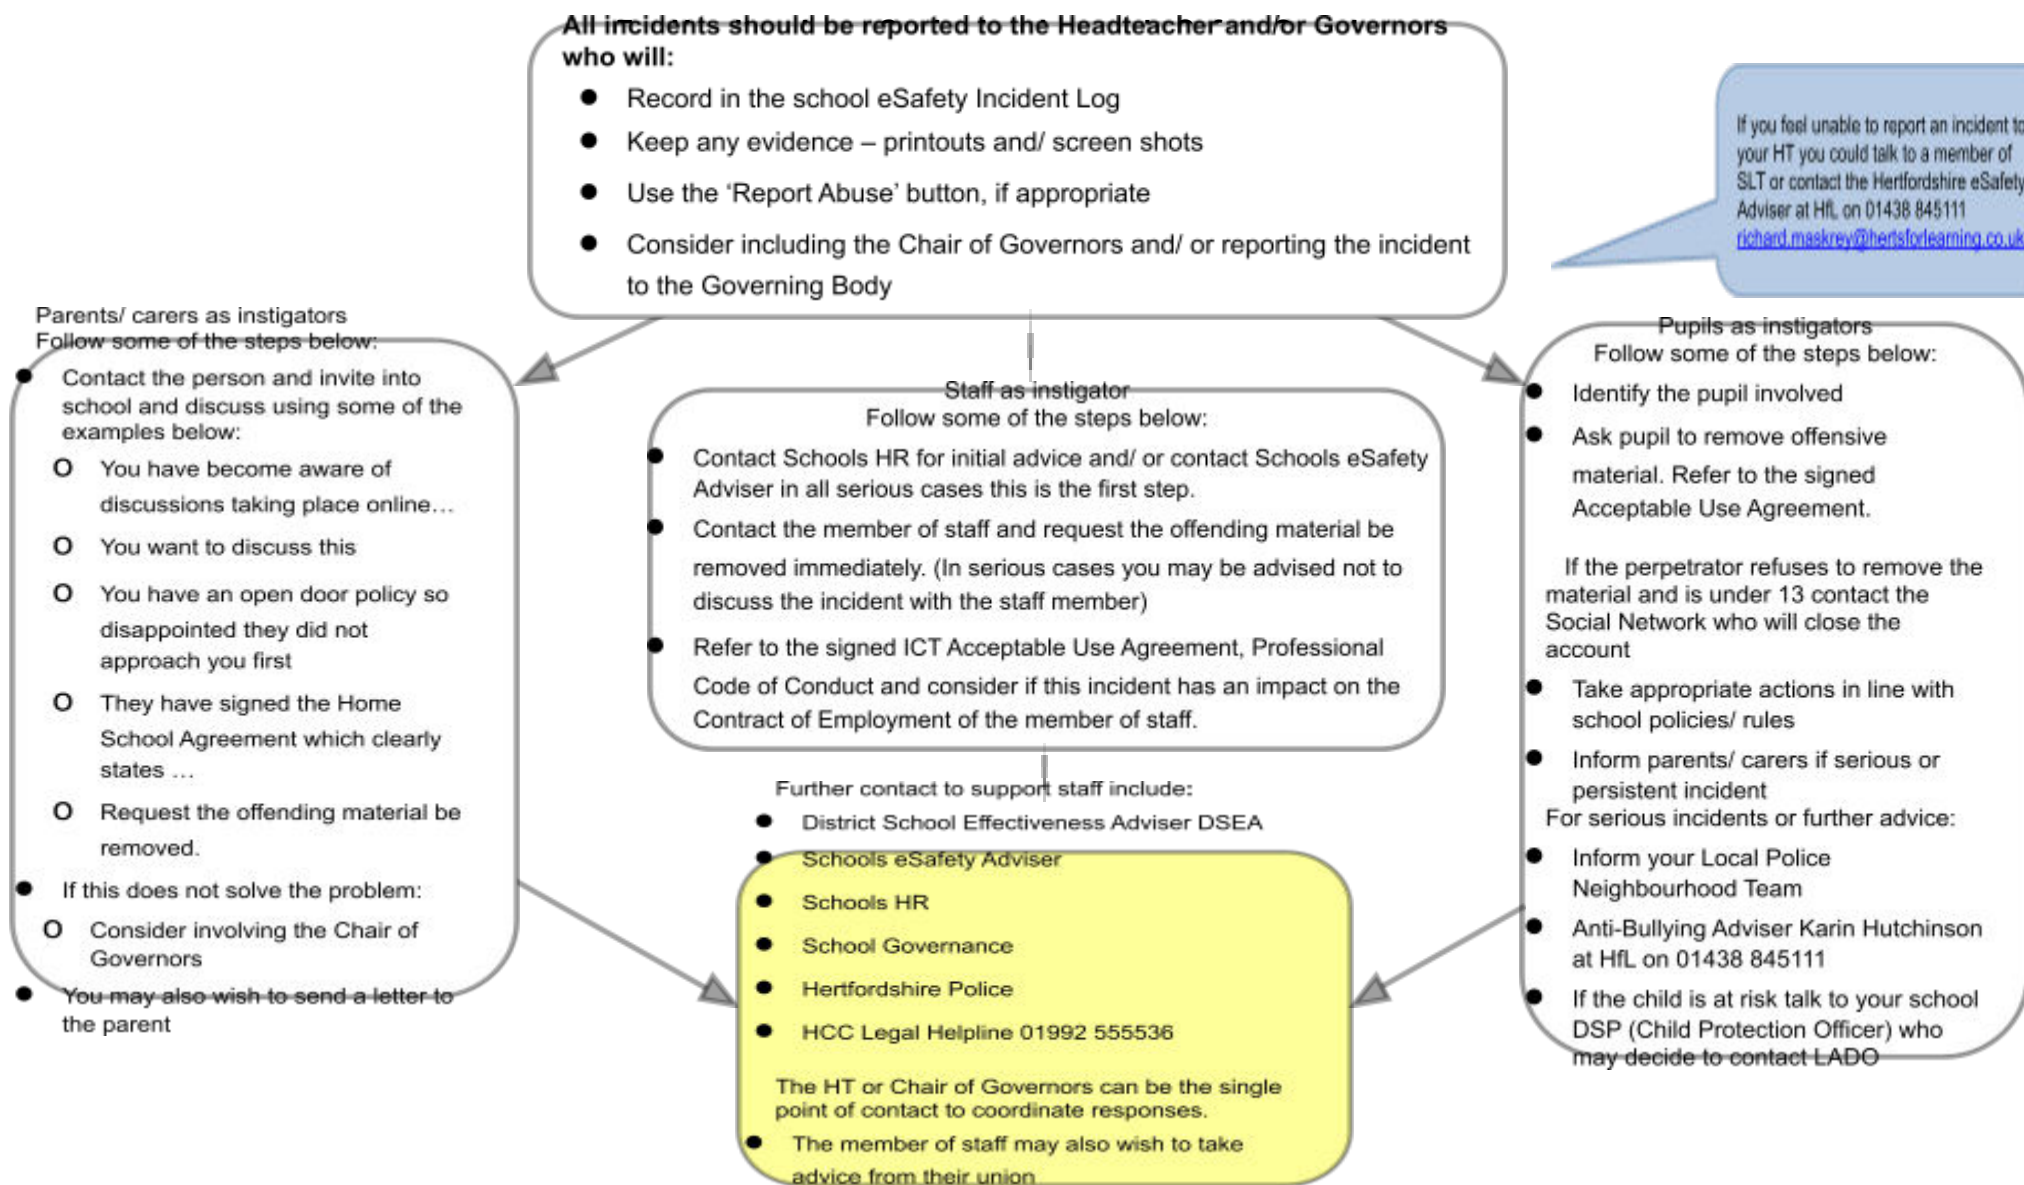 All incidents should be reported to the Headteacher and/or Governors
who will:
● Record in the school eSafety Incident Log
● Keep any evidence – printouts and/ screen shots
● Use the ‘Report Abuse’ button, if appropriate
● Consider including the Chair of Governors and/ or reporting the incident
to the Governing Body
If you feel unable to report an incident to
your HT you could talk to a member of
SLT or contact the Hertfordshire eSafety
Adviser at HfL on 01438 845111
richard.maskrey@hertsforlearning.co.uk
Parents/ carers as instigators
Follow some of the steps below:
● Contact the person and invite into
school and discuss using some of the
examples below:
o You have become aware of
discussions taking place online…
o You want to discuss this
o You have an open door policy so
disappointed they did not
approach you first
o They have signed the Home
School Agreement which clearly
states …
o Request the offending material be
removed.
● If this does not solve the problem:
o Consider involving the Chair of
Governors
● You may also wish to send a letter to
the parent
Staff as instigator
Follow some of the steps below:
● Contact Schools HR for initial advice and/ or contact Schools eSafety
Adviser in all serious cases this is the first step.
● Contact the member of staff and request the offending material be
removed immediately. (In serious cases you may be advised not to
discuss the incident with the staff member)
● Refer to the signed ICT Acceptable Use Agreement, Professional
Code of Conduct and consider if this incident has an impact on the
Contract of Employment of the member of staff.
Further contact to support staff include:
● District School Effectiveness Adviser DSEA
● Schools eSafety Adviser
● Schools HR
● School Governance
● Hertfordshire Police
● HCC Legal Helpline 01992 555536
The HT or Chair of Governors can be the single
point of contact to coordinate responses.
● The member of staff may also wish to take
advice from their union
Pupils as instigators
Follow some of the steps below:
● Identify the pupil involved
● Ask pupil to remove offensive
material. Refer to the signed
Acceptable Use Agreement.
If the perpetrator refuses to remove the
material and is under 13 contact the
Social Network who will close the
account
● Take appropriate actions in line with
school policies/ rules
● Inform parents/ carers if serious or
persistent incident
For serious incidents or further advice:
● Inform your Local Police
Neighbourhood Team
● Anti-Bullying Adviser Karin Hutchinson
at HfL on 01438 845111
● If the child is at risk talk to your school
DSP (Child Protection Officer) who
may decide to contact LADO